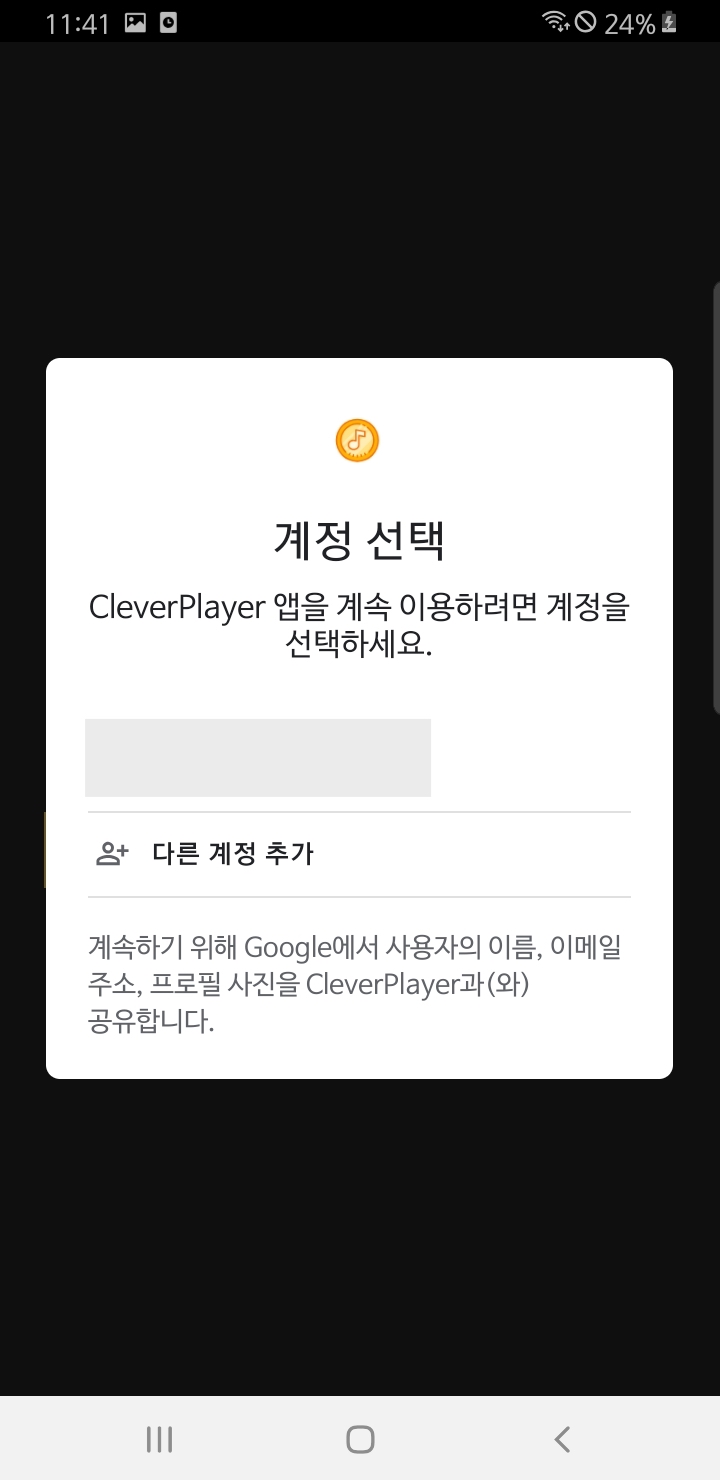 11:41 24%
계정 선택
CleverPlayer 앱을 계속 이용하려면 계정을
선택하세요.
다른 계정 추가
계속하기 위해 Google에서 사용자의 이름, 이메일
주소, 프로필 사진을 CleverPlayer과(와)
공유합니다.